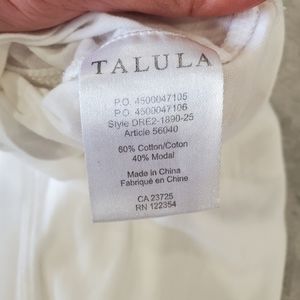 TALULA
P.O. 4500047105
P.O. 4500047106
Style DRE2-1890-25
Article 56040
60% Cotton/Coton
40% Modal
Made in China
Fabriqué en Chine
CA 23725
RN 122354